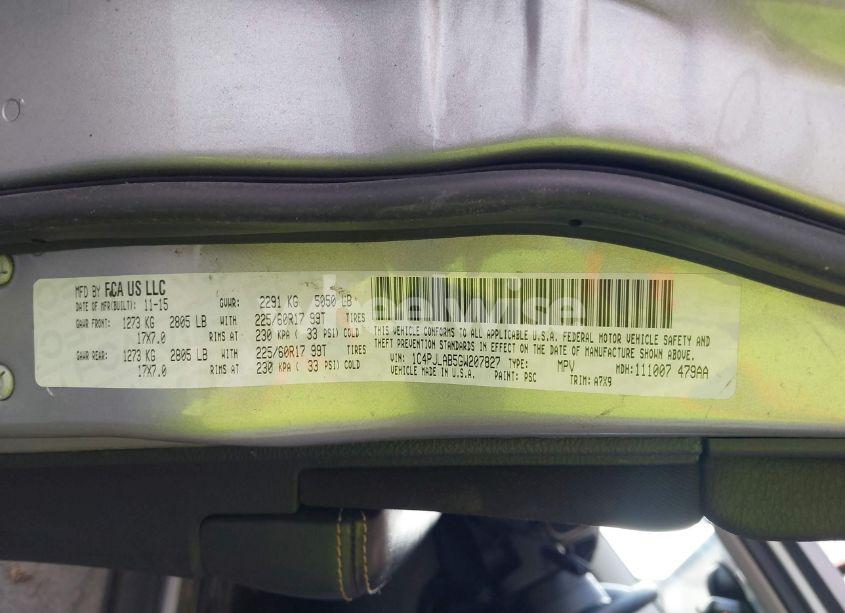 MFD BY FCA US LLC
DATE OF MFR(BUILT): 11-15 GVWR: 2291 KG 5050 LB
GAWR FRONT: 1273 KG 2805 LB WITH 225/60R17 99T TIRES
17X7.0 RIMS AT 230 KPA ( 33 PSI) COLD
GAWR REAR: 1273 KG 2805 LB WITH 225/60R17 99T TIRES
17X7.0 RIMS AT 230 KPA ( 33 PSI) COLD
THIS VEHICLE CONFORMS TO ALL APPLICABLE U.S.A. FEDERAL MOTOR VEHICLE SAFETY AND
THEFT PREVENTION STANDARDS IN EFFECT ON THE DATE OF MANUFACTURE SHOWN ABOVE.
VIN: 1C4PJLAB5GW207827 TYPE: MPV MDH: 111007 479AA
VEHICLE MADE IN U.S.A. PAINT: PSC TRIM: A7X9